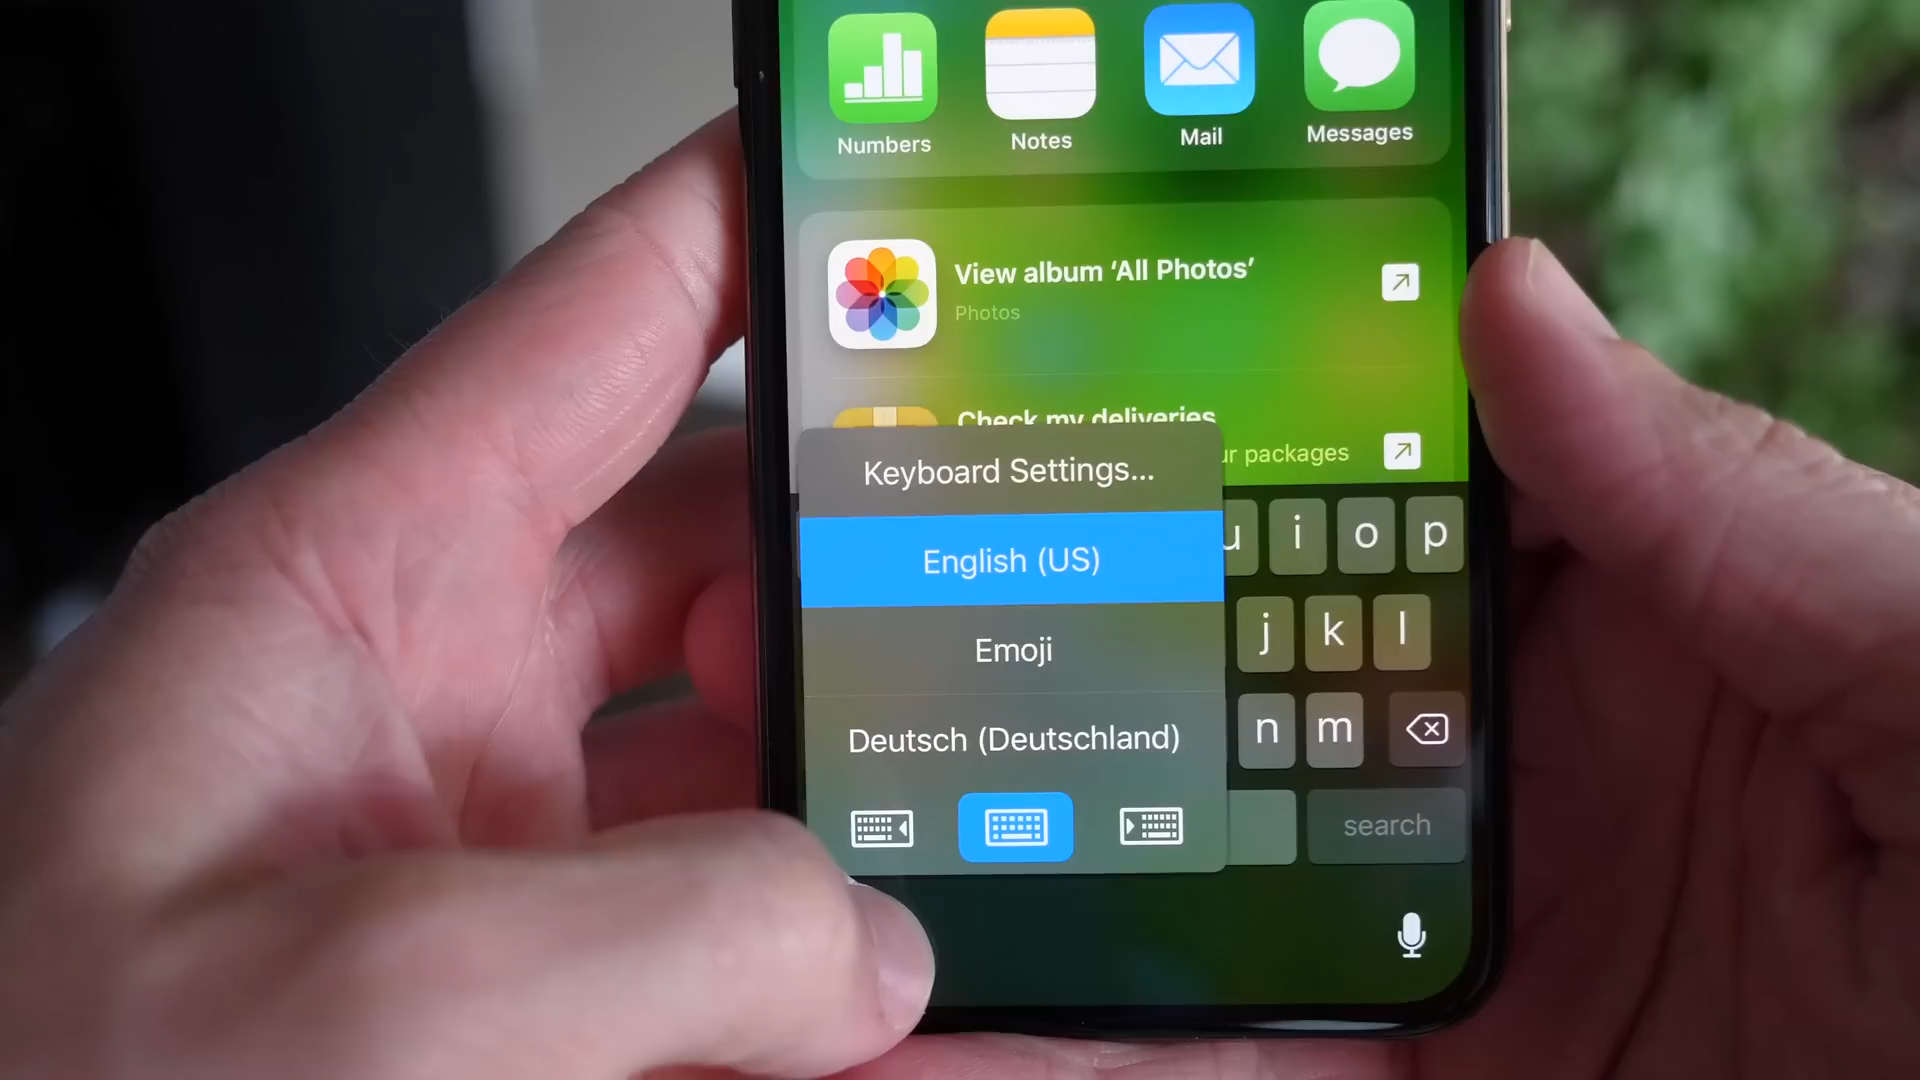 Numbers Notes Mail Messages
View album ‘All Photos’
Photos
Check my deliveries
ur packages
Keyboard Settings...
English (US)
Emoji
Deutsch (Deutschland)
u i o p
j k l
n m
search